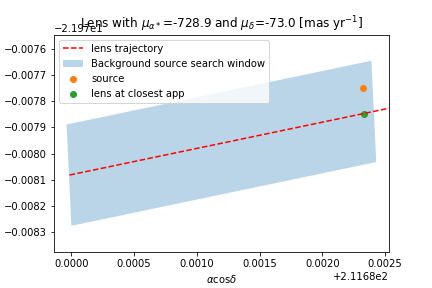 Lens with μα*=-728.9 and μδ=-73.0 [mas yr⁻¹]
−2.197e1
lens trajectory
Background source search window
source
lens at closest app
−0.0076
−0.0077
−0.0078
−0.0079
−0.0080
−0.0081
−0.0082
−0.0083
0.0000 0.0005 0.0010 0.0015 0.0020 0.0025
+2.1168e2
αcosδ